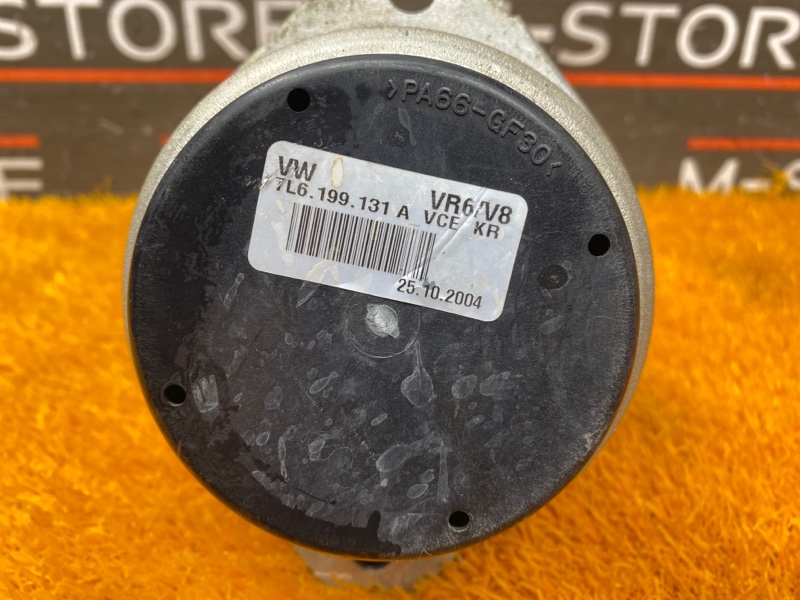 -STORE M-STORE
M-S
>PA66-GF30<
VW VR6/V8
7L6.199.131 A VCE KR
25.10.2004